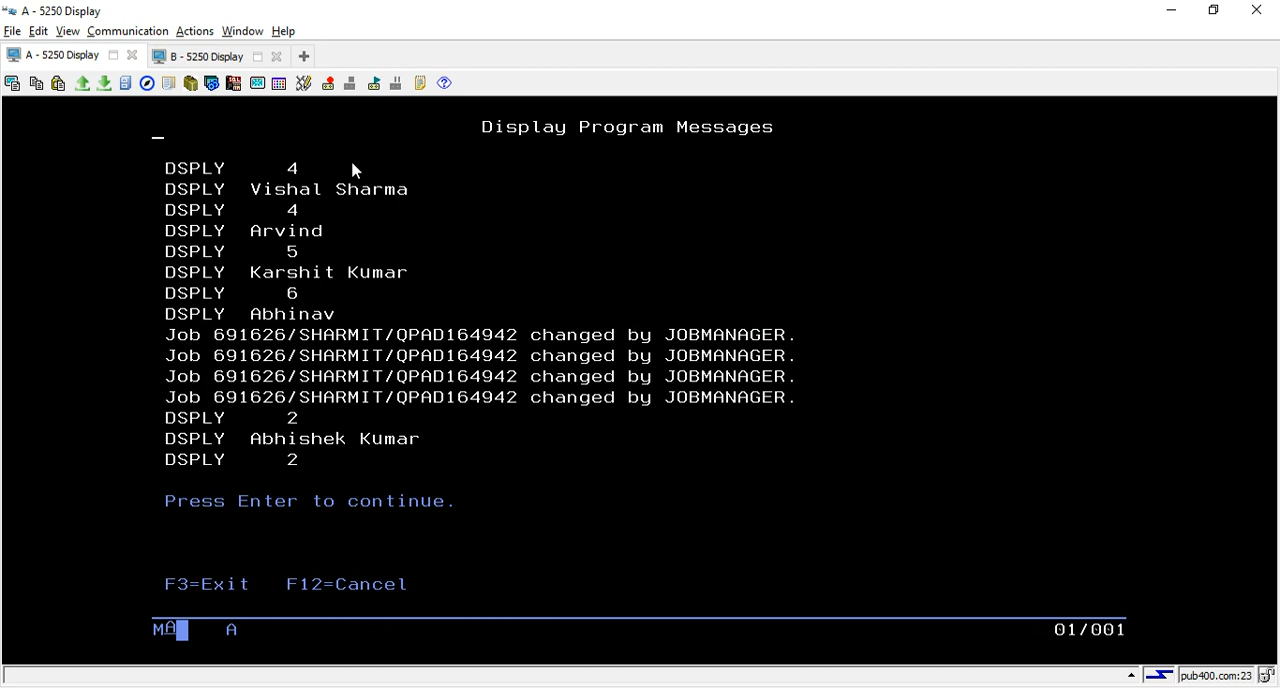 A - 5250 Display
File Edit View Communication Actions Window Help
A - 5250 Display B - 5250 Display
Display Program Messages
DSPLY 4
DSPLY Vishal Sharma
DSPLY 4
DSPLY Arvind
DSPLY 5
DSPLY Karshit Kumar
DSPLY 6
DSPLY Abhinav
Job 691626/SHARMIT/QPAD164942 changed by JOBMANAGER.
Job 691626/SHARMIT/QPAD164942 changed by JOBMANAGER.
Job 691626/SHARMIT/QPAD164942 changed by JOBMANAGER.
Job 691626/SHARMIT/QPAD164942 changed by JOBMANAGER.
DSPLY 2
DSPLY Abhishek Kumar
DSPLY 2
Press Enter to continue.
F3=Exit F12=Cancel
MA A 01/001
pub400.com:23